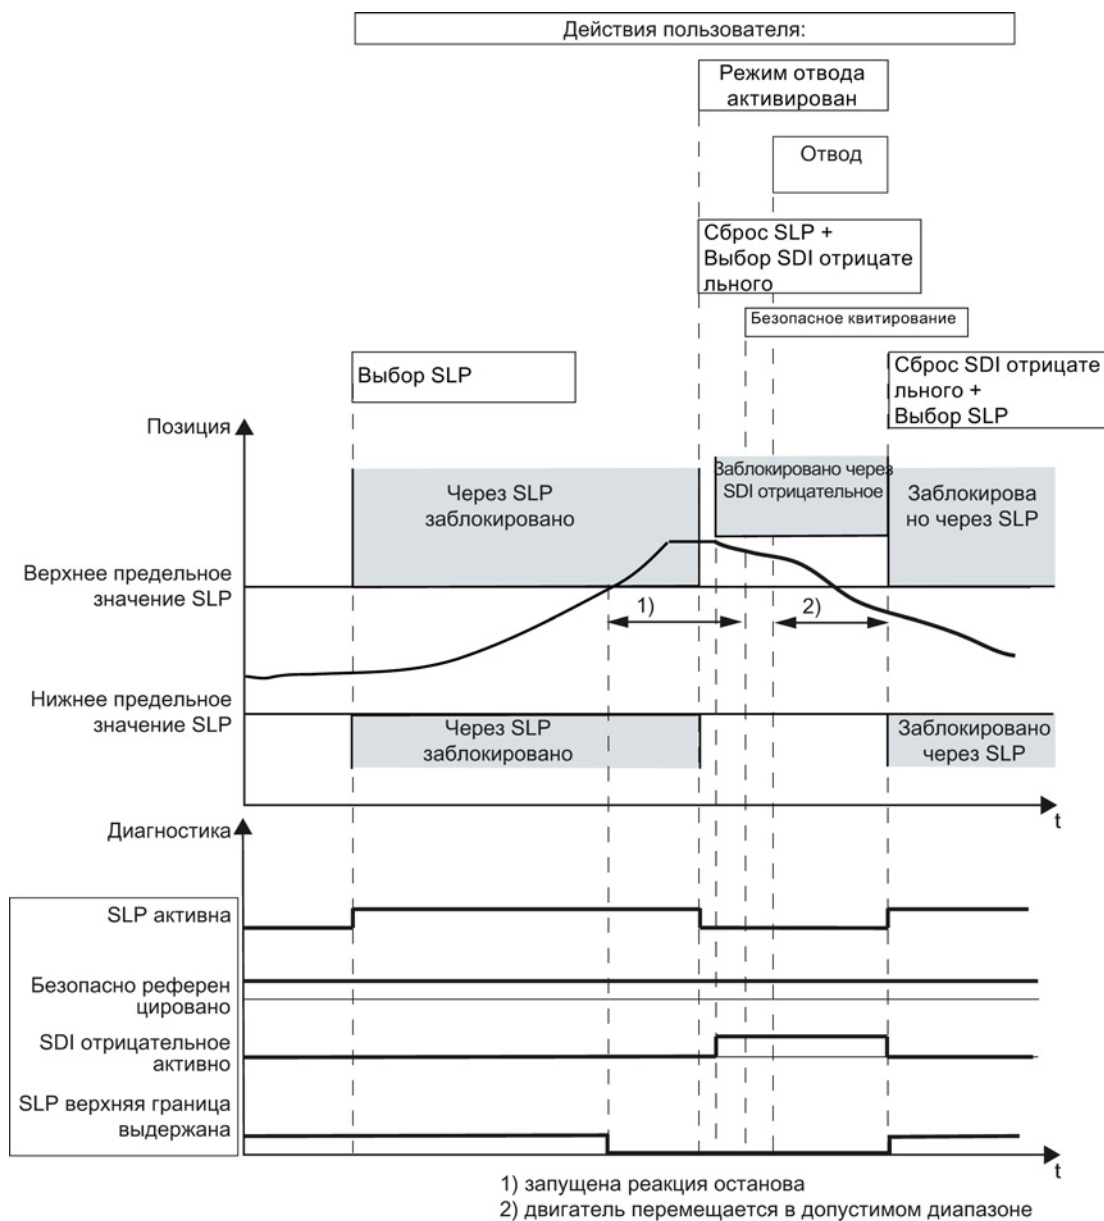 Действия пользователя:
Режим отвода
активирован
Отвод
Сброс SLP +
Выбор SDI отрицате
льного
Безопасное квитирование
Выбор SLP
Сброс SDI отрицате
льного +
Выбор SLP
Позиция
Через SLP
заблокировано
Заблокировано через
SDI отрицательное
Заблокирова
но через SLP
Верхнее предельное
значение SLP
1)
2)
Нижнее предельное
значение SLP
Через SLP
заблокировано
Заблокировано
через SLP
t
Диагностика
SLP активна
Безопасно референ
цировано
SDI отрицательное
активно
SLP верхняя граница
выдержана
t
1) запущена реакция останова
2) двигатель перемещается в допустимом диапазоне